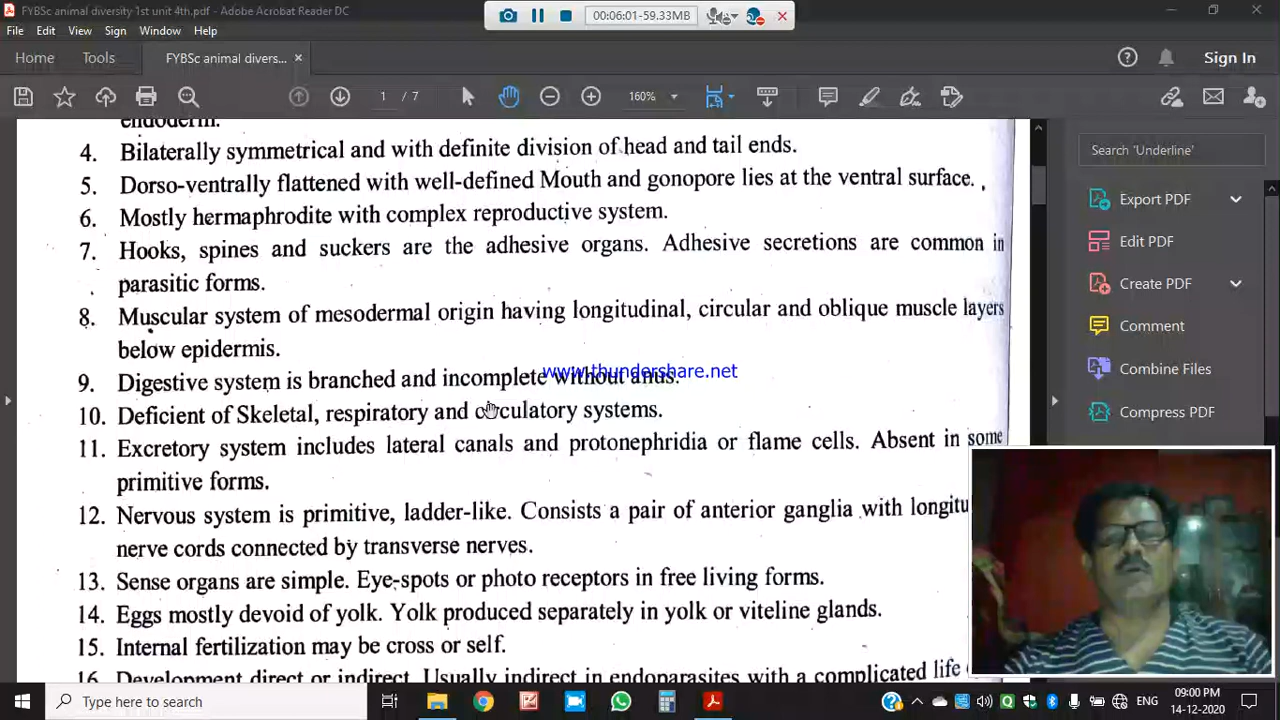 FYBSc animal diversity 1st unit 4th.pdf - Adobe Acrobat Reader DC
00:06:01-59.33MB
File Edit View Sign Window Help
Home Tools FYBSc animal divers... Sign In
1 / 7 160%
endoderm.
4. Bilaterally symmetrical and with definite division of head and tail ends.
5. Dorso-ventrally flattened with well-defined Mouth and gonopore lies at the ventral surface.
6. Mostly hermaphrodite with complex reproductive system.
7. Hooks, spines and suckers are the adhesive organs. Adhesive secretions are common in
parasitic forms.
8. Muscular system of mesodermal origin having longitudinal, circular and oblique muscle layers
below epidermis.
www.thundershare.net
9. Digestive system is branched and incomplete without anus.
10. Deficient of Skeletal, respiratory and circulatory systems.
11. Excretory system includes lateral canals and protonephridia or flame cells. Absent in some
primitive forms.
12. Nervous system is primitive, ladder-like. Consists a pair of anterior ganglia with longitu
nerve cords connected by transverse nerves.
13. Sense organs are simple. Eye-spots or photo receptors in free living forms.
14. Eggs mostly devoid of yolk. Yolk produced separately in yolk or viteline glands.
15. Internal fertilization may be cross or self.
16. Development direct or indirect. Usually indirect in endoparasites with a complicated life
Search 'Underline'
Export PDF
Edit PDF
Create PDF
Comment
Combine Files
Compress PDF
Type here to search
ENG
09:00 PM
14-12-2020